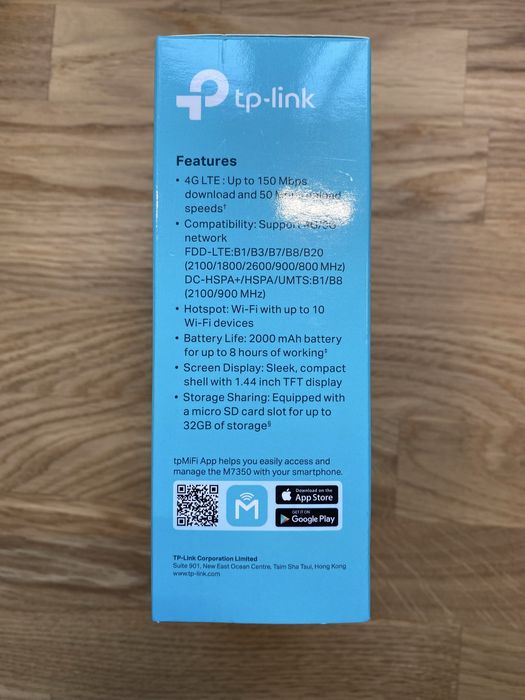 tp-link
Features
• 4G LTE : Up to 150 Mbps
download and 50 Mbps upload
speeds†
• Compatibility: Support 4G/3G
network
FDD-LTE:B1/B3/B7/B8/B20
(2100/1800/2600/900/800 MHz)
DC-HSPA+/HSPA/UMTS:B1/B8
(2100/900 MHz)
• Hotspot: Wi-Fi with up to 10
Wi-Fi devices
• Battery Life: 2000 mAh battery
for up to 8 hours of working‡
• Screen Display: Sleek, compact
shell with 1.44 inch TFT display
• Storage Sharing: Equipped with
a micro SD card slot for up to
32GB of storage§
tpMiFi App helps you easily access and
manage the M7350 with your smartphone.
M
Download on the
App Store
GET IT ON
Google Play
TP-Link Corporation Limited
Suite 901, New East Ocean Centre, Tsim Sha Tsui, Hong Kong
www.tp-link.com